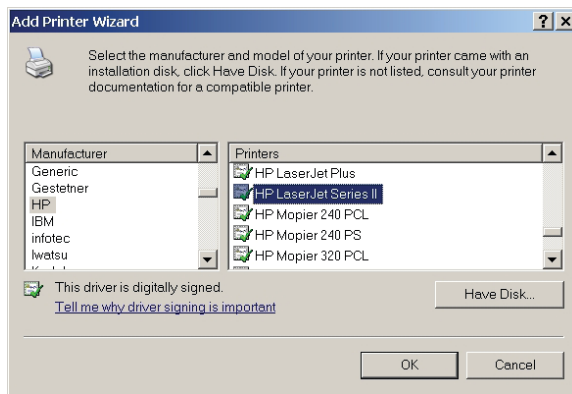 Add Printer Wizard
Select the manufacturer and model of your printer. If your printer came with an
installation disk, click Have Disk. If your printer is not listed, consult your printer
documentation for a compatible printer.
Manufacturer
Generic
Gestetner
HP
IBM
infotec
Iwatsu
Printers
HP LaserJet Plus
HP LaserJet Series II
HP Mopier 240 PCL
HP Mopier 240 PS
HP Mopier 320 PCL
This driver is digitally signed.
Tell me why driver signing is important
Have Disk...
OK
Cancel